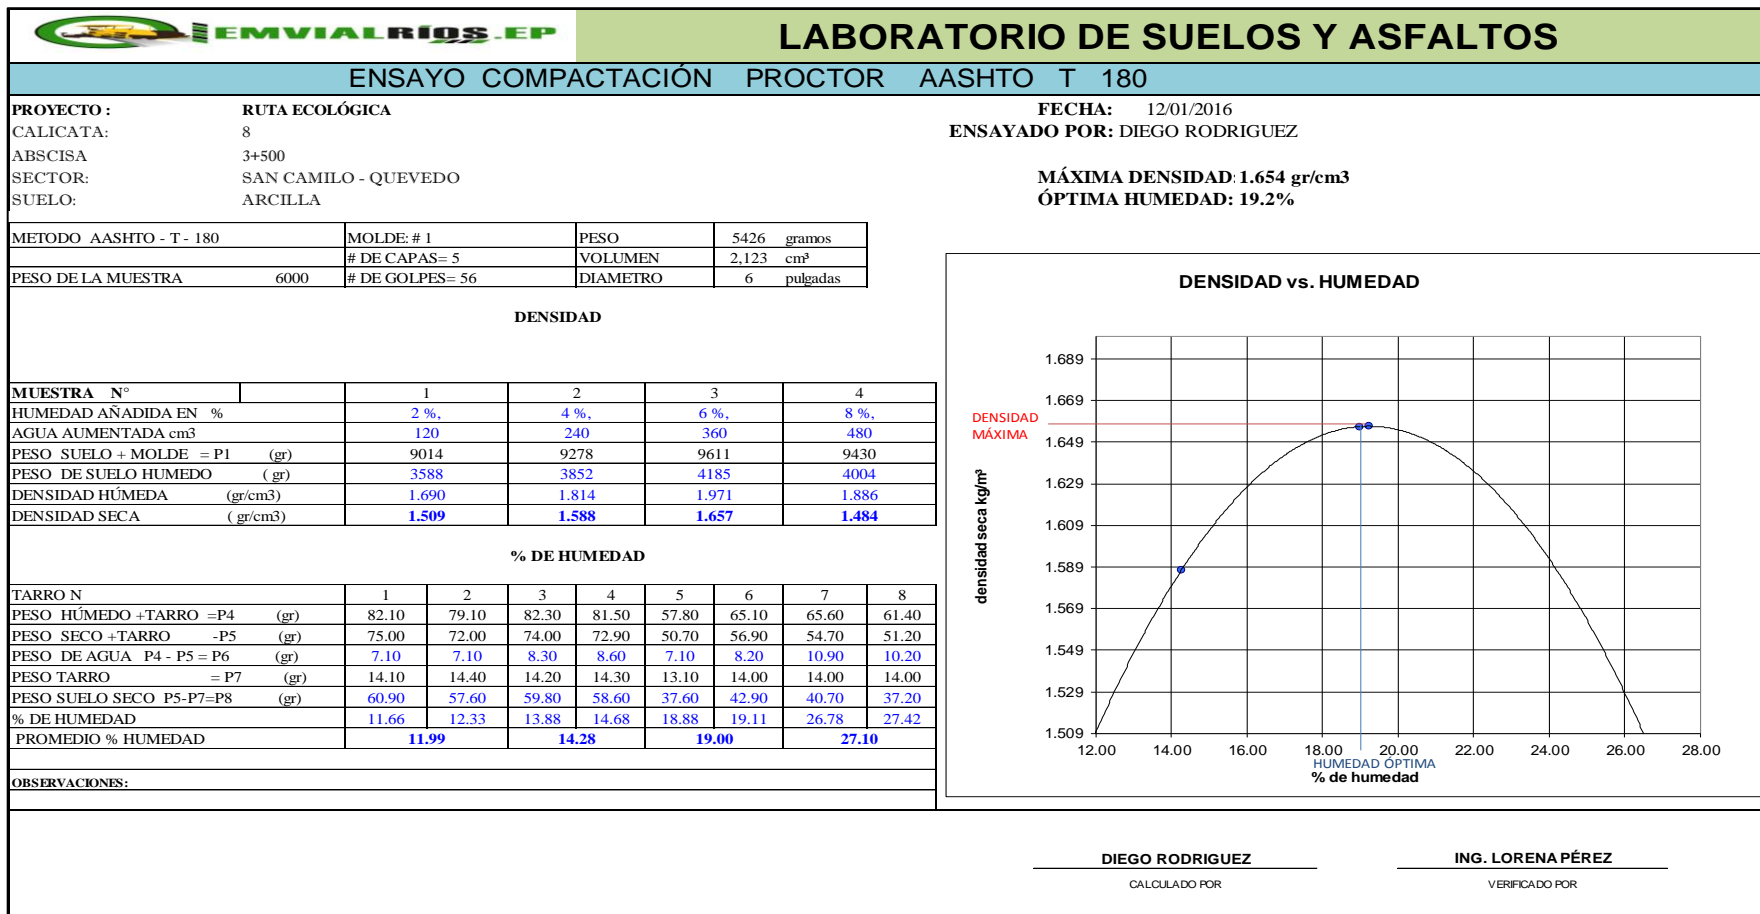 EMVIALRÍOS.EP
LABORATORIO DE SUELOS Y ASFALTOS
ENSAYO COMPACTACIÓN PROCTOR AASHTO T 180
PROYECTO : RUTA ECOLÓGICA
FECHA: 12/01/2016
CALICATA: 8
ENSAYADO POR: DIEGO RODRIGUEZ
ABSCISA 3+500
SECTOR: SAN CAMILO - QUEVEDO
MÁXIMA DENSIDAD: 1.654 gr/cm3
SUELO: ARCILLA
ÓPTIMA HUMEDAD: 19.2%
METODO AASHTO - T - 180 MOLDE: # 1 PESO 5426 gramos
# DE CAPAS= 5 VOLUMEN 2,123 cm³
PESO DE LA MUESTRA 6000 # DE GOLPES= 56 DIAMETRO 6 pulgadas
DENSIDAD
MUESTRA N° 1 2 3 4
HUMEDAD AÑADIDA EN % 2 %, 4 %, 6 %, 8 %,
AGUA AUMENTADA cm3 120 240 360 480
PESO SUELO + MOLDE = P1 (gr) 9014 9278 9611 9430
PESO DE SUELO HUMEDO ( gr) 3588 3852 4185 4004
DENSIDAD HÚMEDA (gr/cm3) 1.690 1.814 1.971 1.886
DENSIDAD SECA ( gr/cm3) 1.509 1.588 1.657 1.484
% DE HUMEDAD
TARRO N 1 2 3 4 5 6 7 8
PESO HÚMEDO +TARRO =P4 (gr) 82.10 79.10 82.30 81.50 57.80 65.10 65.60 61.40
PESO SECO +TARRO -P5 (gr) 75.00 72.00 74.00 72.90 50.70 56.90 54.70 51.20
PESO DE AGUA P4 - P5 = P6 (gr) 7.10 7.10 8.30 8.60 7.10 8.20 10.90 10.20
PESO TARRO = P7 (gr) 14.10 14.40 14.20 14.30 13.10 14.00 14.00 14.00
PESO SUELO SECO P5-P7=P8 (gr) 60.90 57.60 59.80 58.60 37.60 42.90 40.70 37.20
% DE HUMEDAD 11.66 12.33 13.88 14.68 18.88 19.11 26.78 27.42
PROMEDIO % HUMEDAD 11.99 14.28 19.00 27.10
OBSERVACIONES:
DENSIDAD vs. HUMEDAD
1.689
1.669
DENSIDAD
MÁXIMA
1.649
1.629
1.609
1.589
1.569
1.549
1.529
1.509
densidad seca kg/m³
12.00 14.00 16.00 18.00 20.00 22.00 24.00 26.00 28.00
HUMEDAD ÓPTIMA
% de humedad
DIEGO RODRIGUEZ
CALCULADO POR
ING. LORENA PÉREZ
VERIFICADO POR